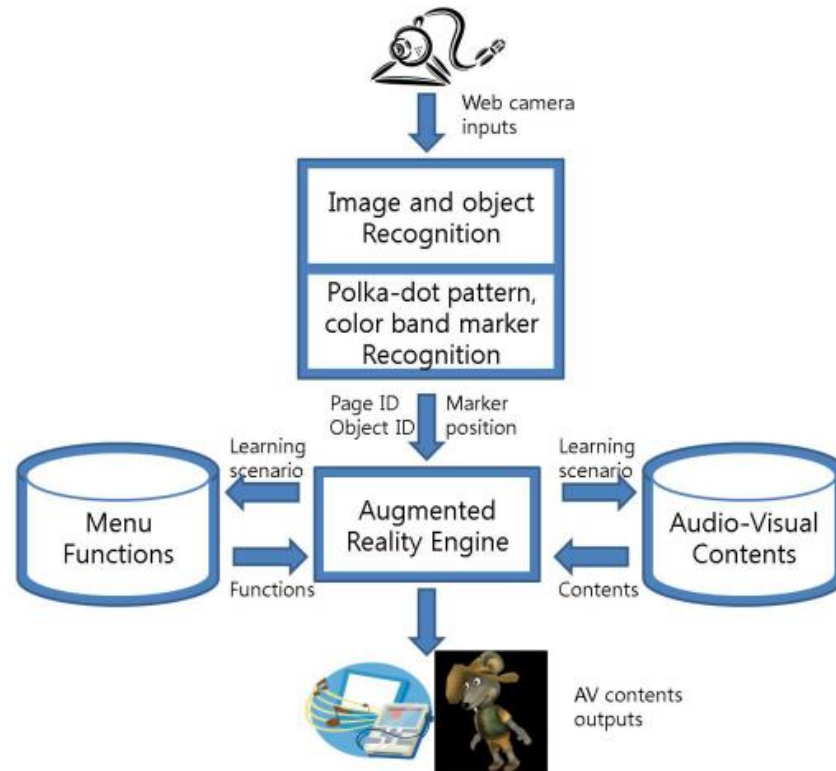 Web camera
inputs
Image and object
Recognition
Polka-dot pattern,
color band marker
Recognition
Page ID
Object ID
Marker
position
Learning
scenario
Learning
scenario
Menu
Functions
Augmented
Reality Engine
Audio-Visual
Contents
Functions
Contents
AV contents
outputs